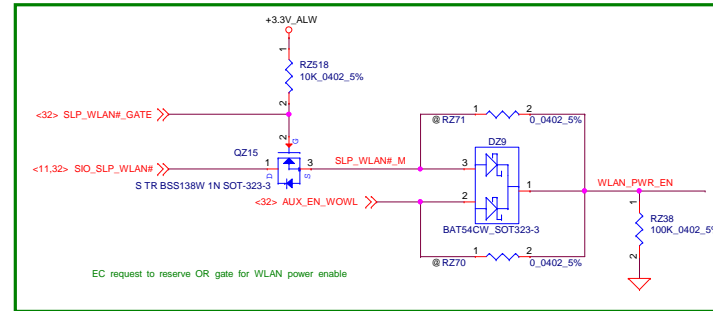 +3.3V_ALW
1
RZ518
10K_0402_5%
2
<32> SLP_WLAN#_GATE
2
G
QZ15
1
3
D
S
<11,32> SIO_SLP_WLAN#
SLP_WLAN#_M
S TR BSS138W 1N SOT-323-3
<32> AUX_EN_WOWL
1
2
@RZ71
0_0402_5%
DZ9
3
2
1
BAT54CW_SOT323-3
1
2
@RZ70
0_0402_5%
WLAN_PWR_EN
1
RZ38
100K_0402_5%
2
EC request to reserve OR gate for WLAN power enable